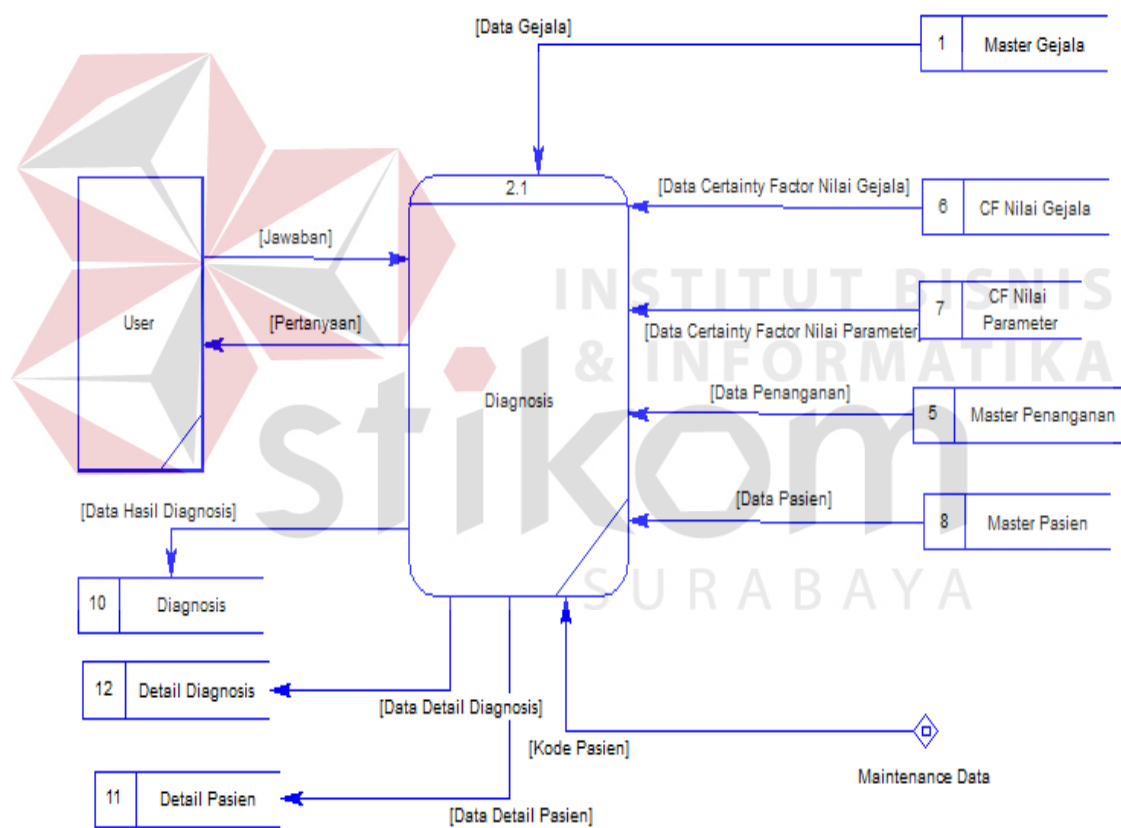 [Data Gejala]
1 Master Gejala
2.1
[Data Certainty Factor Nilai Gejala]
6 CF Nilai Gejala
[Jawaban]
INSTITUT BISNIS
& INFORMATIKA
7 CF Nilai
Parameter
User
[Pertanyaan]
[Data Certainty Factor Nilai Parameter]
Diagnosis
[Data Penanganan]
5 Master Penanganan
stikom
[Data Hasil Diagnosis]
[Data Pasien]
8 Master Pasien
SURABAYA
10 Diagnosis
12 Detail Diagnosis
[Data Detail Diagnosis]
[Kode Pasien]
Maintenance Data
11 Detail Pasien
[Data Detail Pasien]